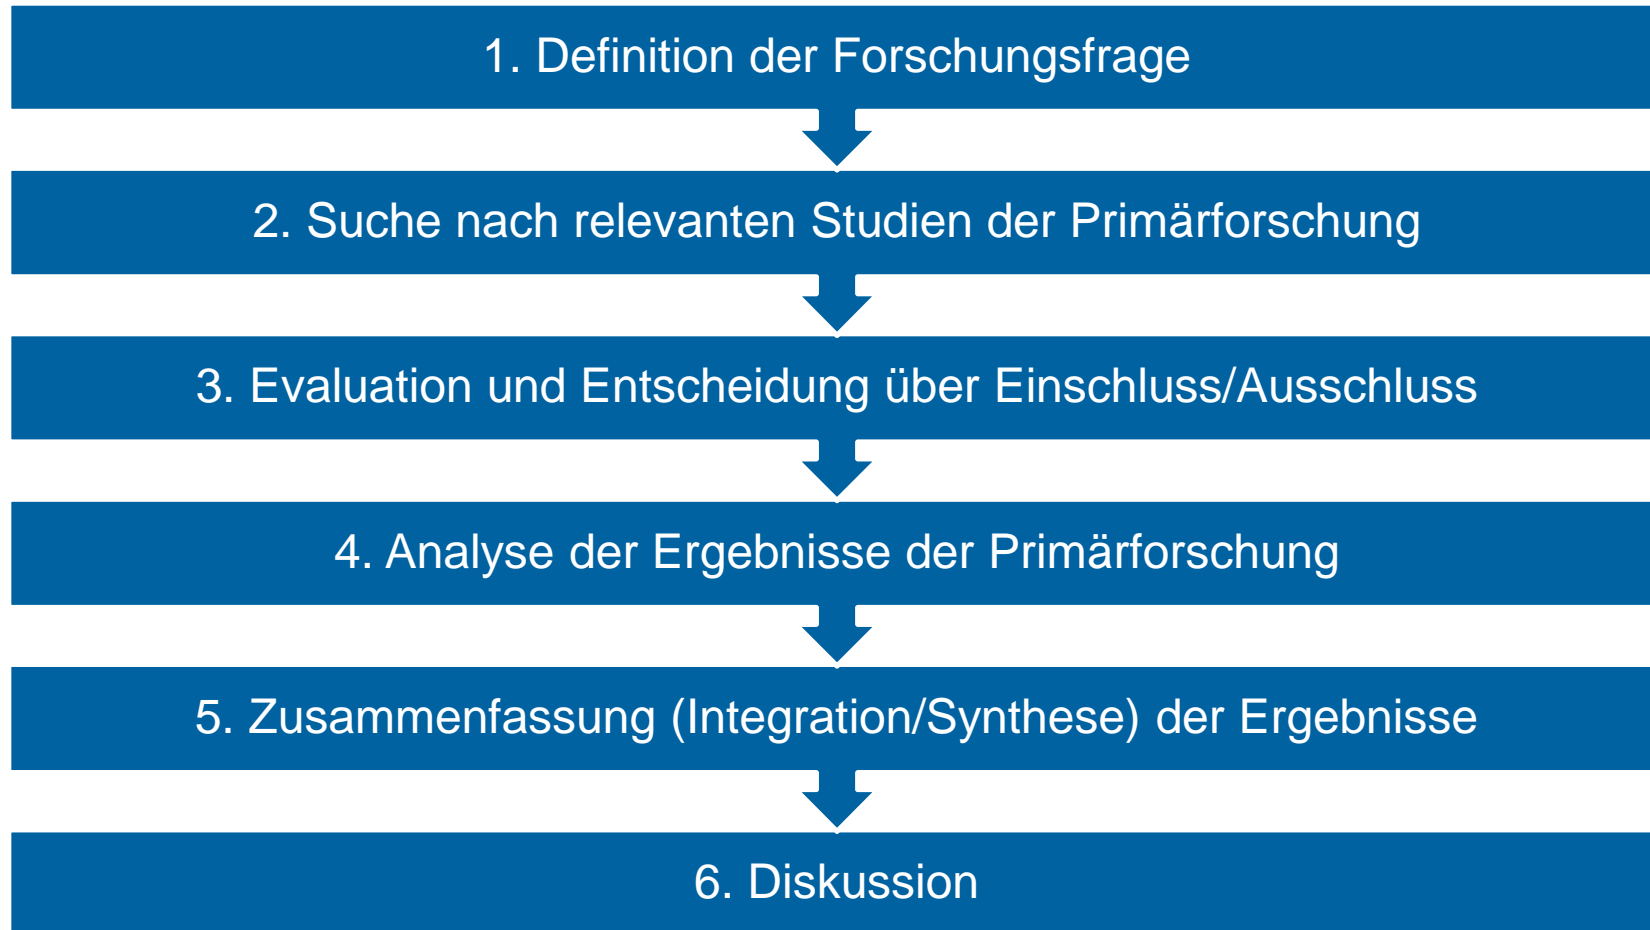 1. Definition der Forschungsfrage
2. Suche nach relevanten Studien der Primärforschung
3. Evaluation und Entscheidung über Einschluss/Ausschluss
4. Analyse der Ergebnisse der Primärforschung
5. Zusammenfassung (Integration/Synthese) der Ergebnisse
6. Diskussion